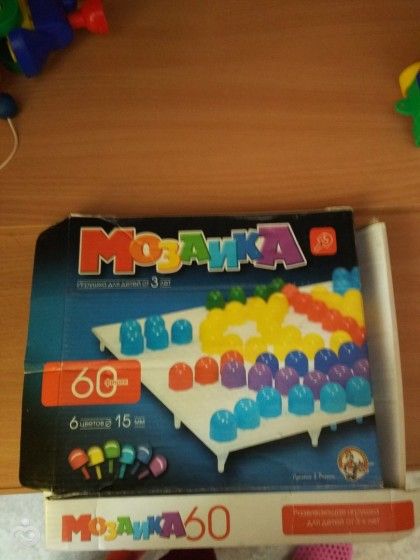 МОЗАИКА
Игрушка для детей от 3 лет
60 фишек
6 цветов ⌀ 15 мм
МОЗАИКА60
Развивающая игрушка
для детей от 3-х лет